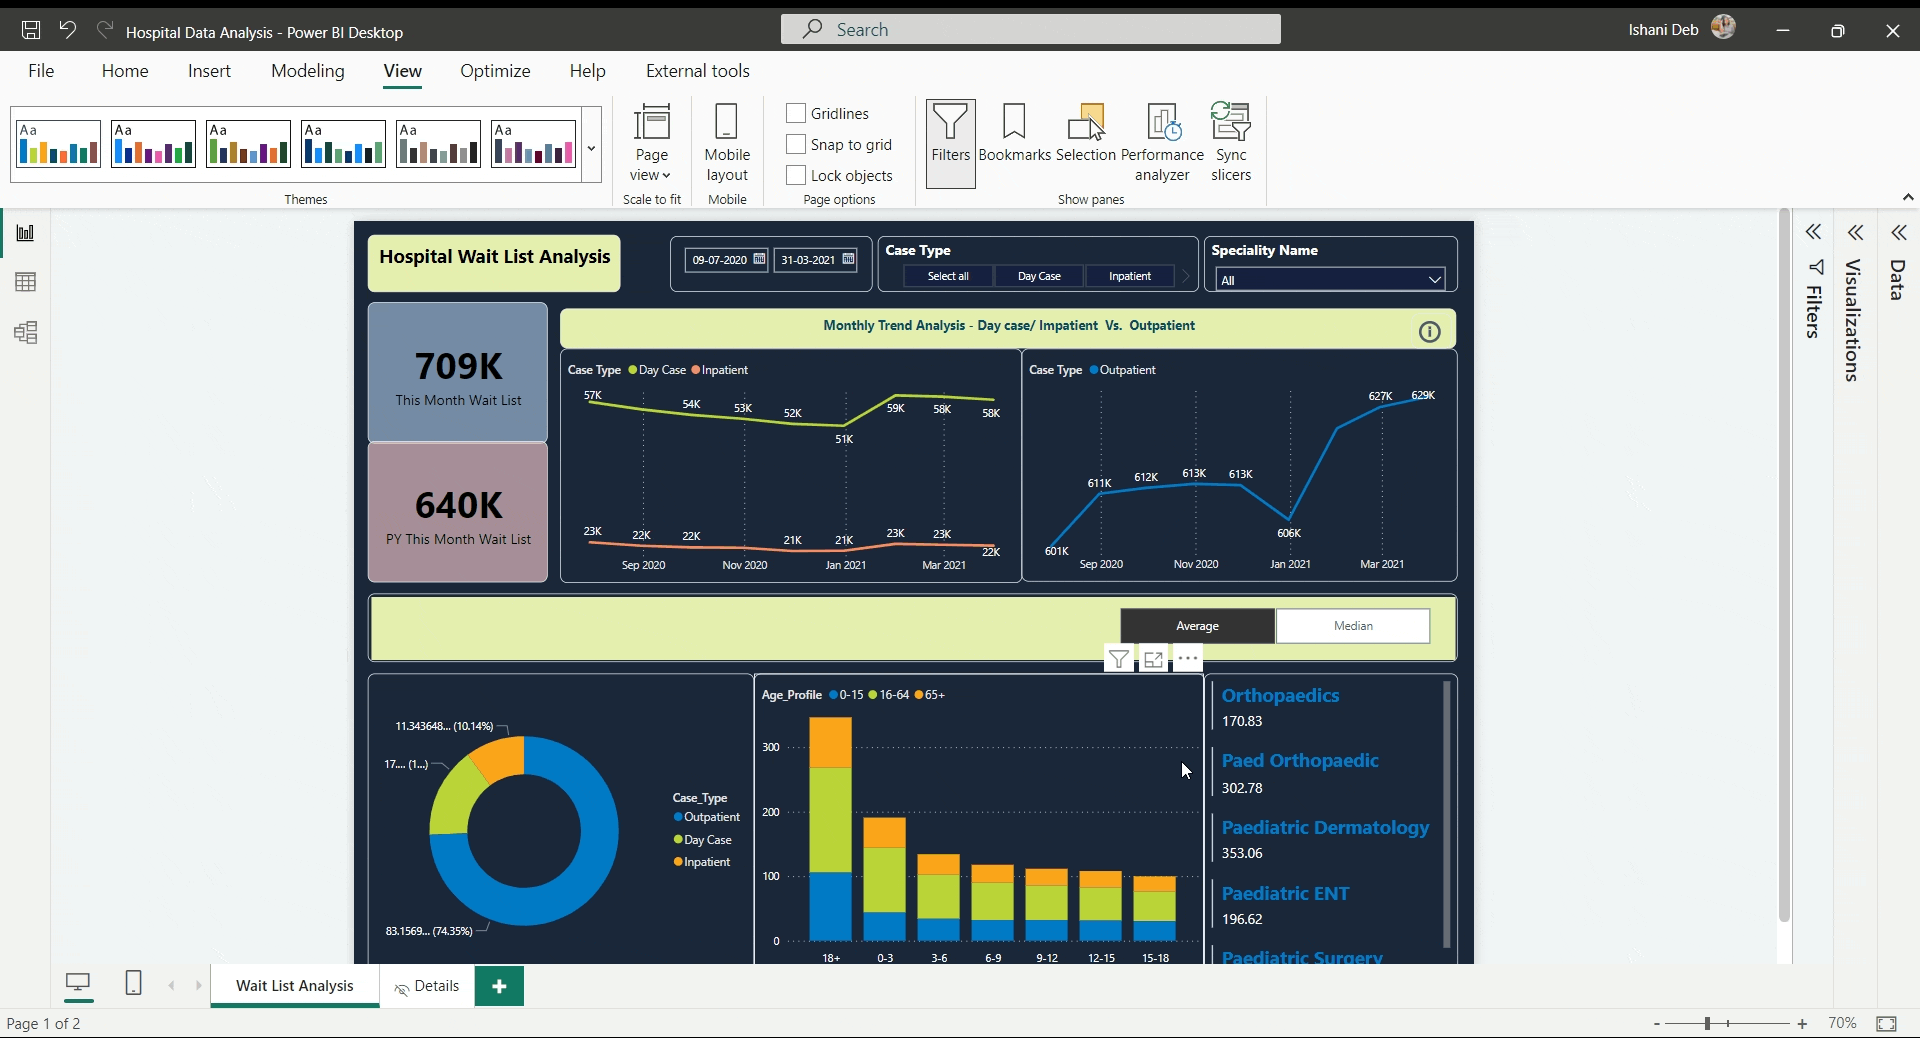 Hospital Data Analysis - Power BI Desktop
Search
Ishani Deb
File Home Insert Modeling View Optimize Help External tools
Aa Aa Aa Aa Aa Aa
Themes
Page view
Scale to fit
Mobile layout
Mobile
Gridlines
Snap to grid
Lock objects
Page options
Filters
Bookmarks
Selection
Performance analyzer
Sync slicers
Show panes
Hospital Wait List Analysis
09-07-2020
31-03-2021
Case Type
Select all Day Case Inpatient
Speciality Name
All
709K
This Month Wait List
640K
PY This Month Wait List
Monthly Trend Analysis - Day case/ Impatient Vs. Outpatient
Case Type Day Case Inpatient
57K 54K 53K 52K 51K 59K 58K 58K
23K 22K 22K 21K 21K 23K 23K 22K
Sep 2020 Nov 2020 Jan 2021 Mar 2021
Case Type Outpatient
601K 611K 612K 613K 613K 606K 627K 629K
Sep 2020 Nov 2020 Jan 2021 Mar 2021
Average
Median
11.343648... (10.14%)
17.... (1...)
83.1569... (74.35%)
Case_Type
Outpatient
Day Case
Inpatient
Age_Profile 0-15 16-64 65+
300
200
100
0
18+ 0-3 3-6 6-9 9-12 12-15 15-18
Orthopaedics
170.83
Paed Orthopaedic
302.78
Paediatric Dermatology
353.06
Paediatric ENT
196.62
Paediatric Surgery
Filters
Visualizations
Data
Wait List Analysis
Details
Page 1 of 2
- + 70%